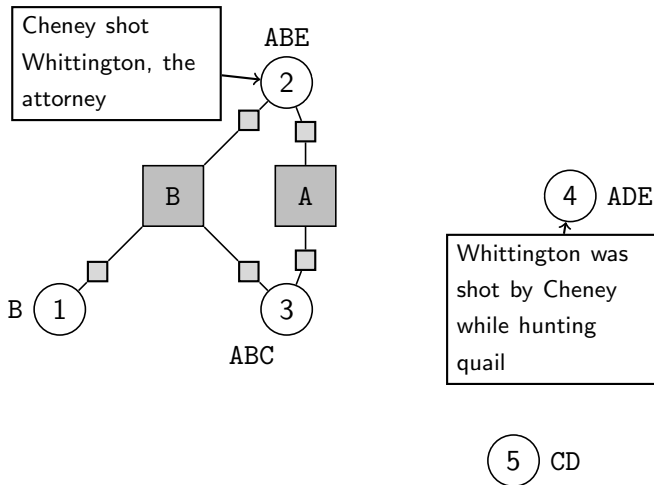 Cheney shot
Whittington, the
attorney
ABE
2
B
A
4 ADE
Whittington was
shot by Cheney
while hunting
quail
B 1
3
ABC
5 CD